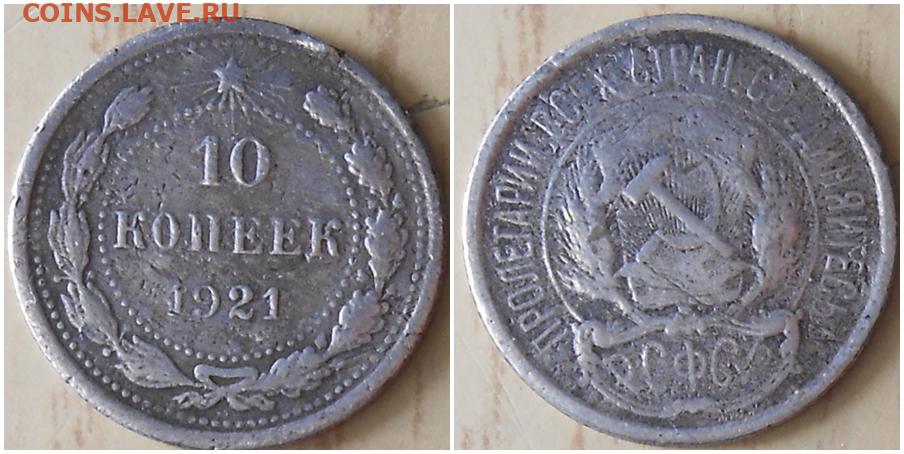 COINS.LAVE.RU
10
КОПЕЕК
1921
ПРОЛЕТАРИИ ВСЕХ СТРАН, СОЕДИНЯЙТЕСЬ!
РСФСР